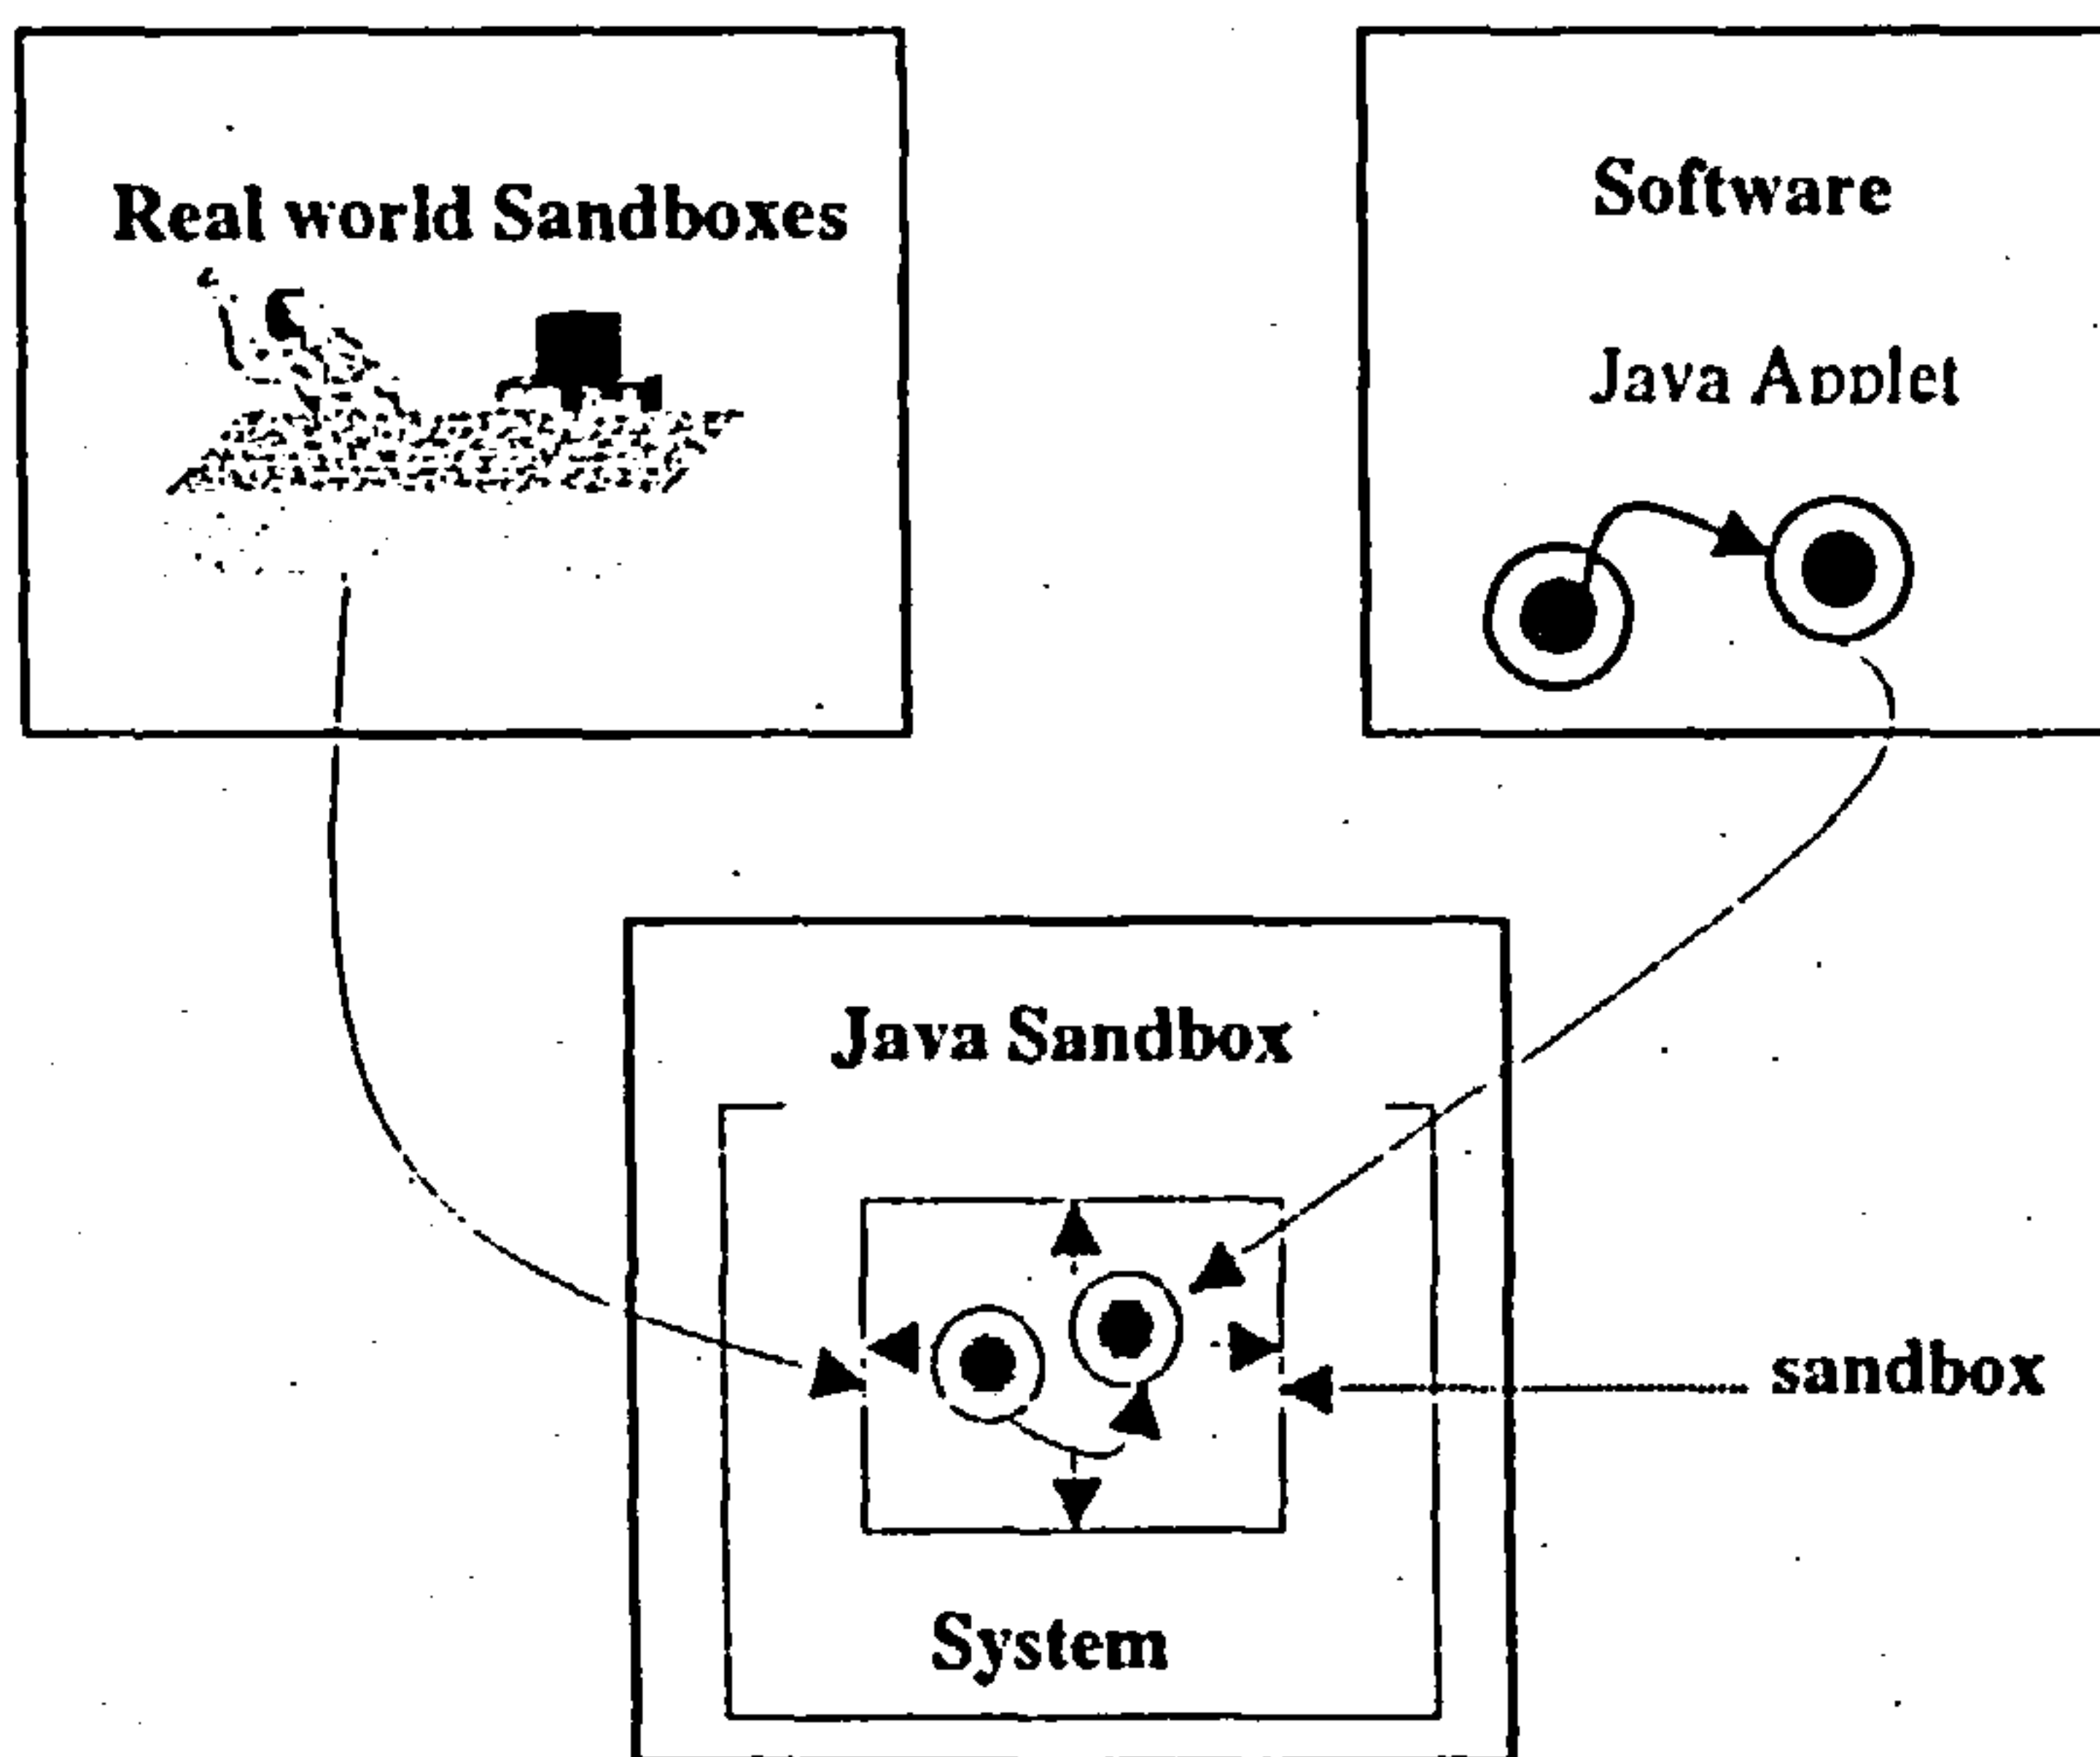 Real world Sandboxes
Software
Java Applet
Java Sandbox
sandbox
System